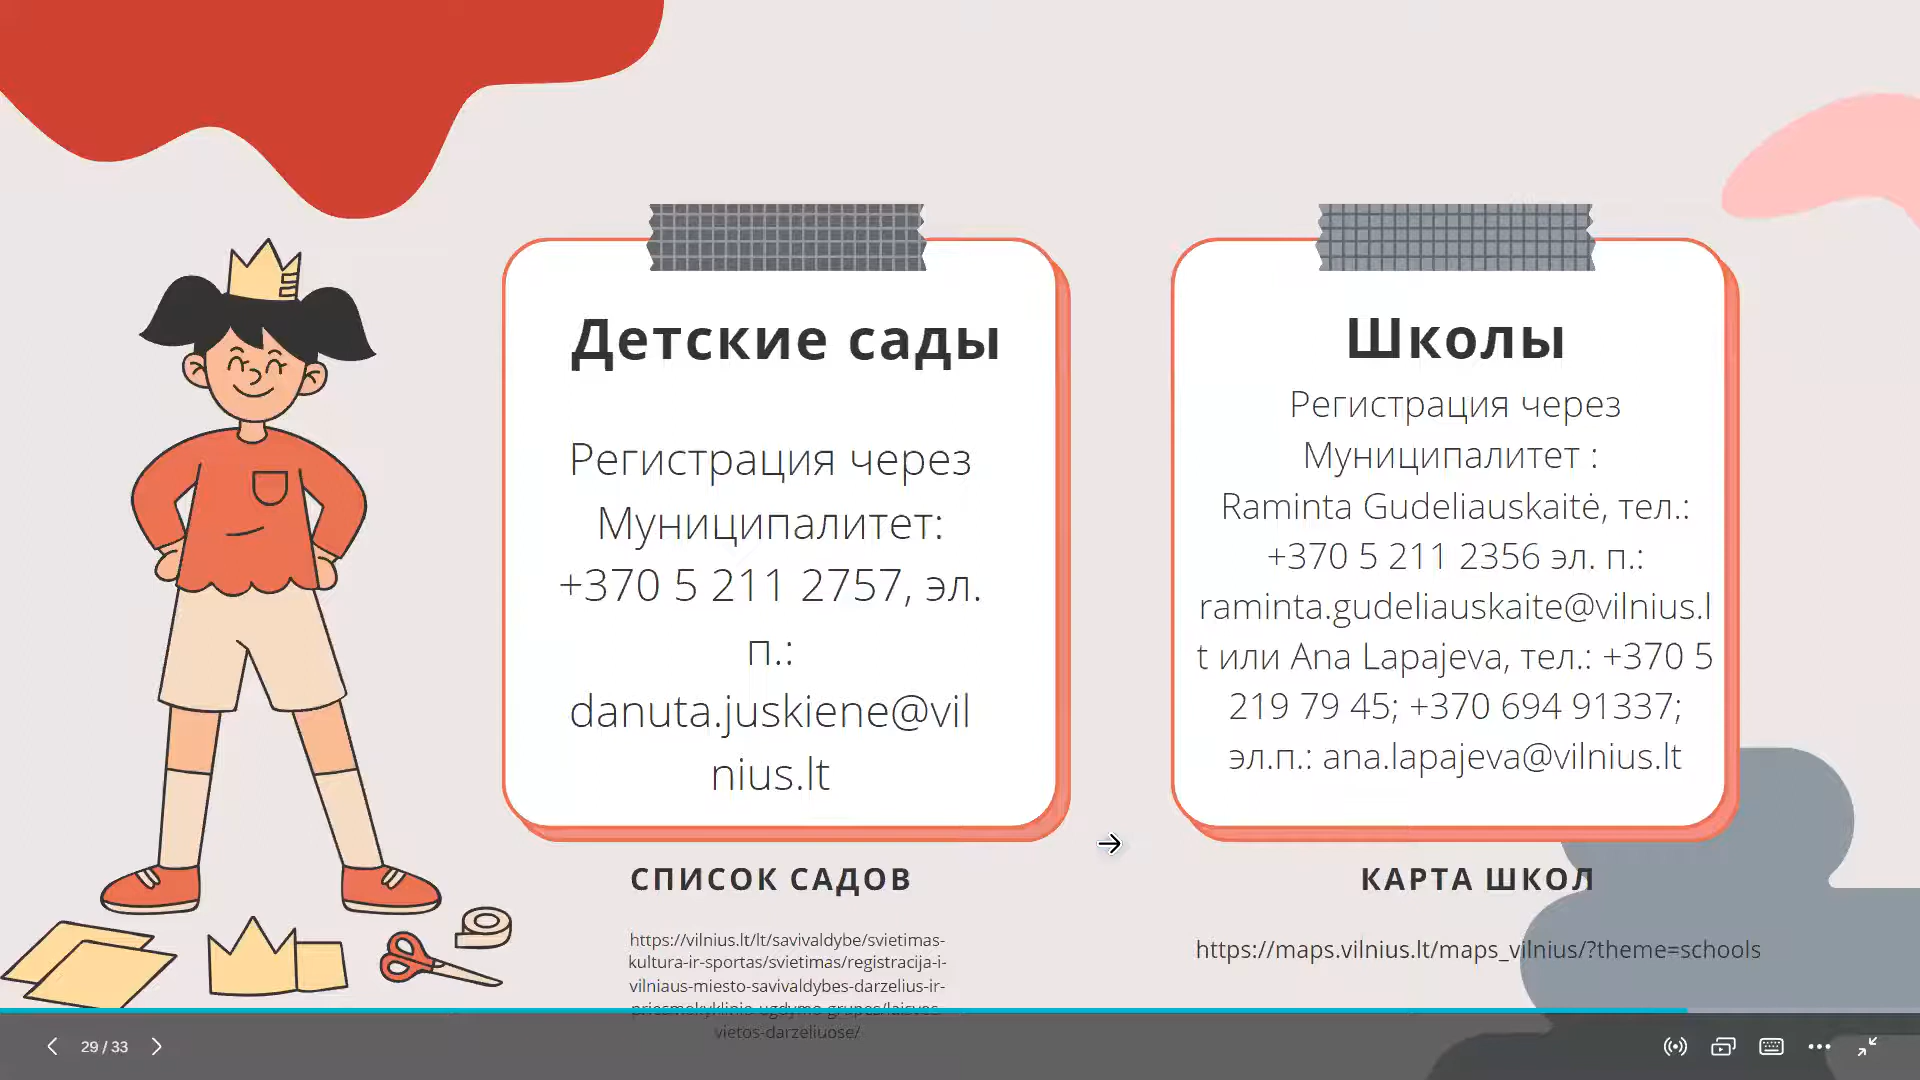 Детские сады
Регистрация через
Муниципалитет:
+370 5 211 2757, эл.
п.:
danuta.juskiene@vil
nius.lt
Школы
Регистрация через
Муниципалитет :
Raminta Gudeliauskaitė, тел.:
+370 5 211 2356 эл. п.:
raminta.gudeliauskaite@vilnius.l
t или Ana Lapajeva, тел.: +370 5
219 79 45; +370 694 91337;
эл.п.: ana.lapajeva@vilnius.lt
СПИСОК САДОВ
https://vilnius.lt/lt/savivaldybe/svietimas-
kultura-ir-sportas/svietimas/registracija-i-
vilniaus-miesto-savivaldybes-darzelius-ir-
priesmokyklinio-ugdymo-grupes/laisvos-
vietos-darzeliuose/
КАРТА ШКОЛ
https://maps.vilnius.lt/maps_vilnius/?theme=schools
29 / 33